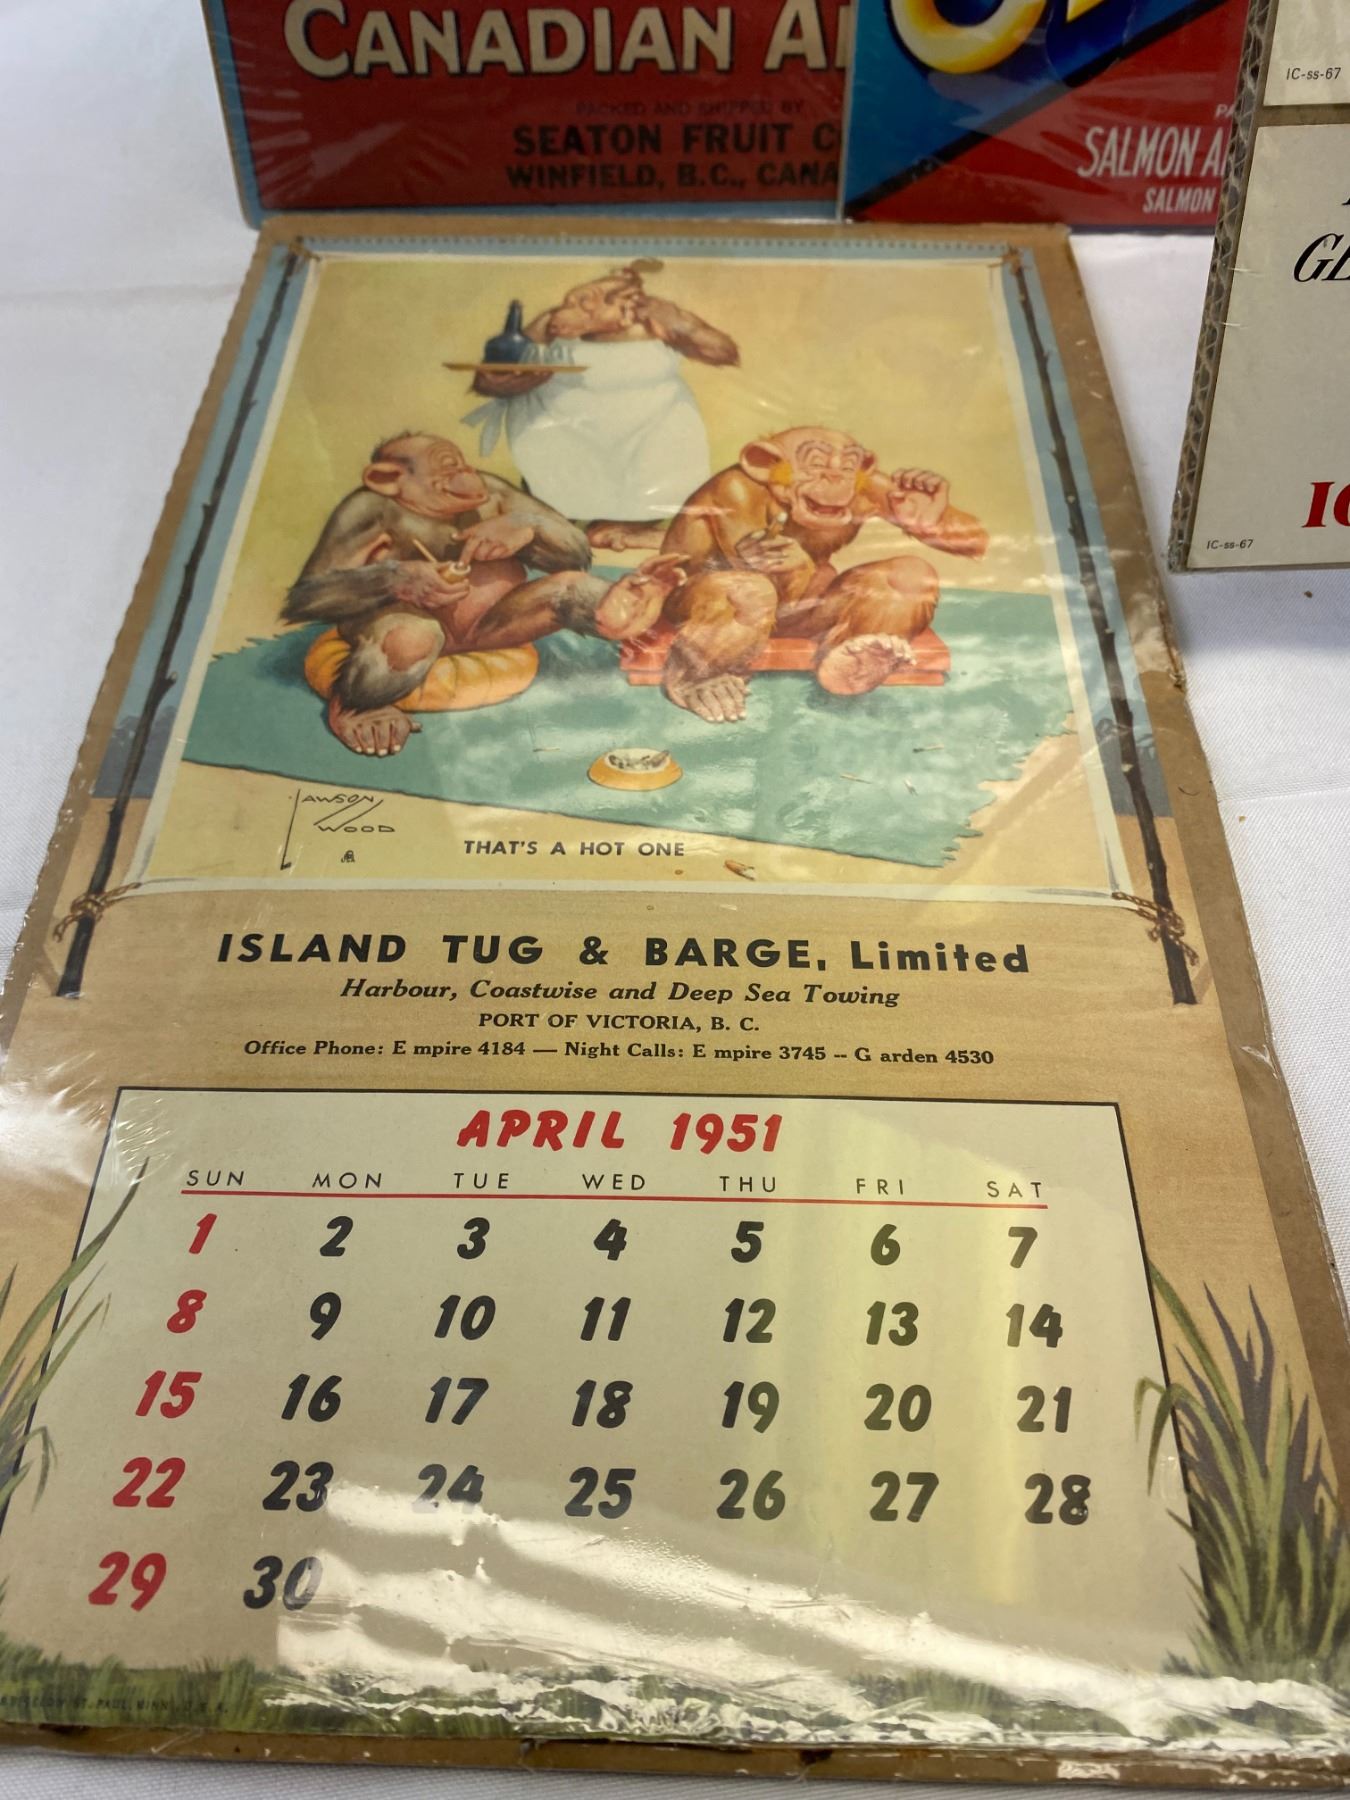 CANADIAN
PACKED AND SHIPPED BY
SEATON FRUIT
WINFIELD, B.C.,
SALMON
SALMON
IC-ss-67
IC-ss-67
LAWSON
WOOD
THAT'S A HOT ONE
ISLAND TUG & BARGE, Limited
Harbour, Coastwise and Deep Sea Towing
PORT OF VICTORIA, B. C.
Office Phone: E mpire 4184 — Night Calls: E mpire 3745 -- G arden 4530
APRIL 1951
SUN MON TUE WED THU FRI SAT
1 2 3 4 5 6 7
8 9 10 11 12 13 14
15 16 17 18 19 20 21
22 23 24 25 26 27 28
29 30
ST. PAUL, MINN., U.S.A.